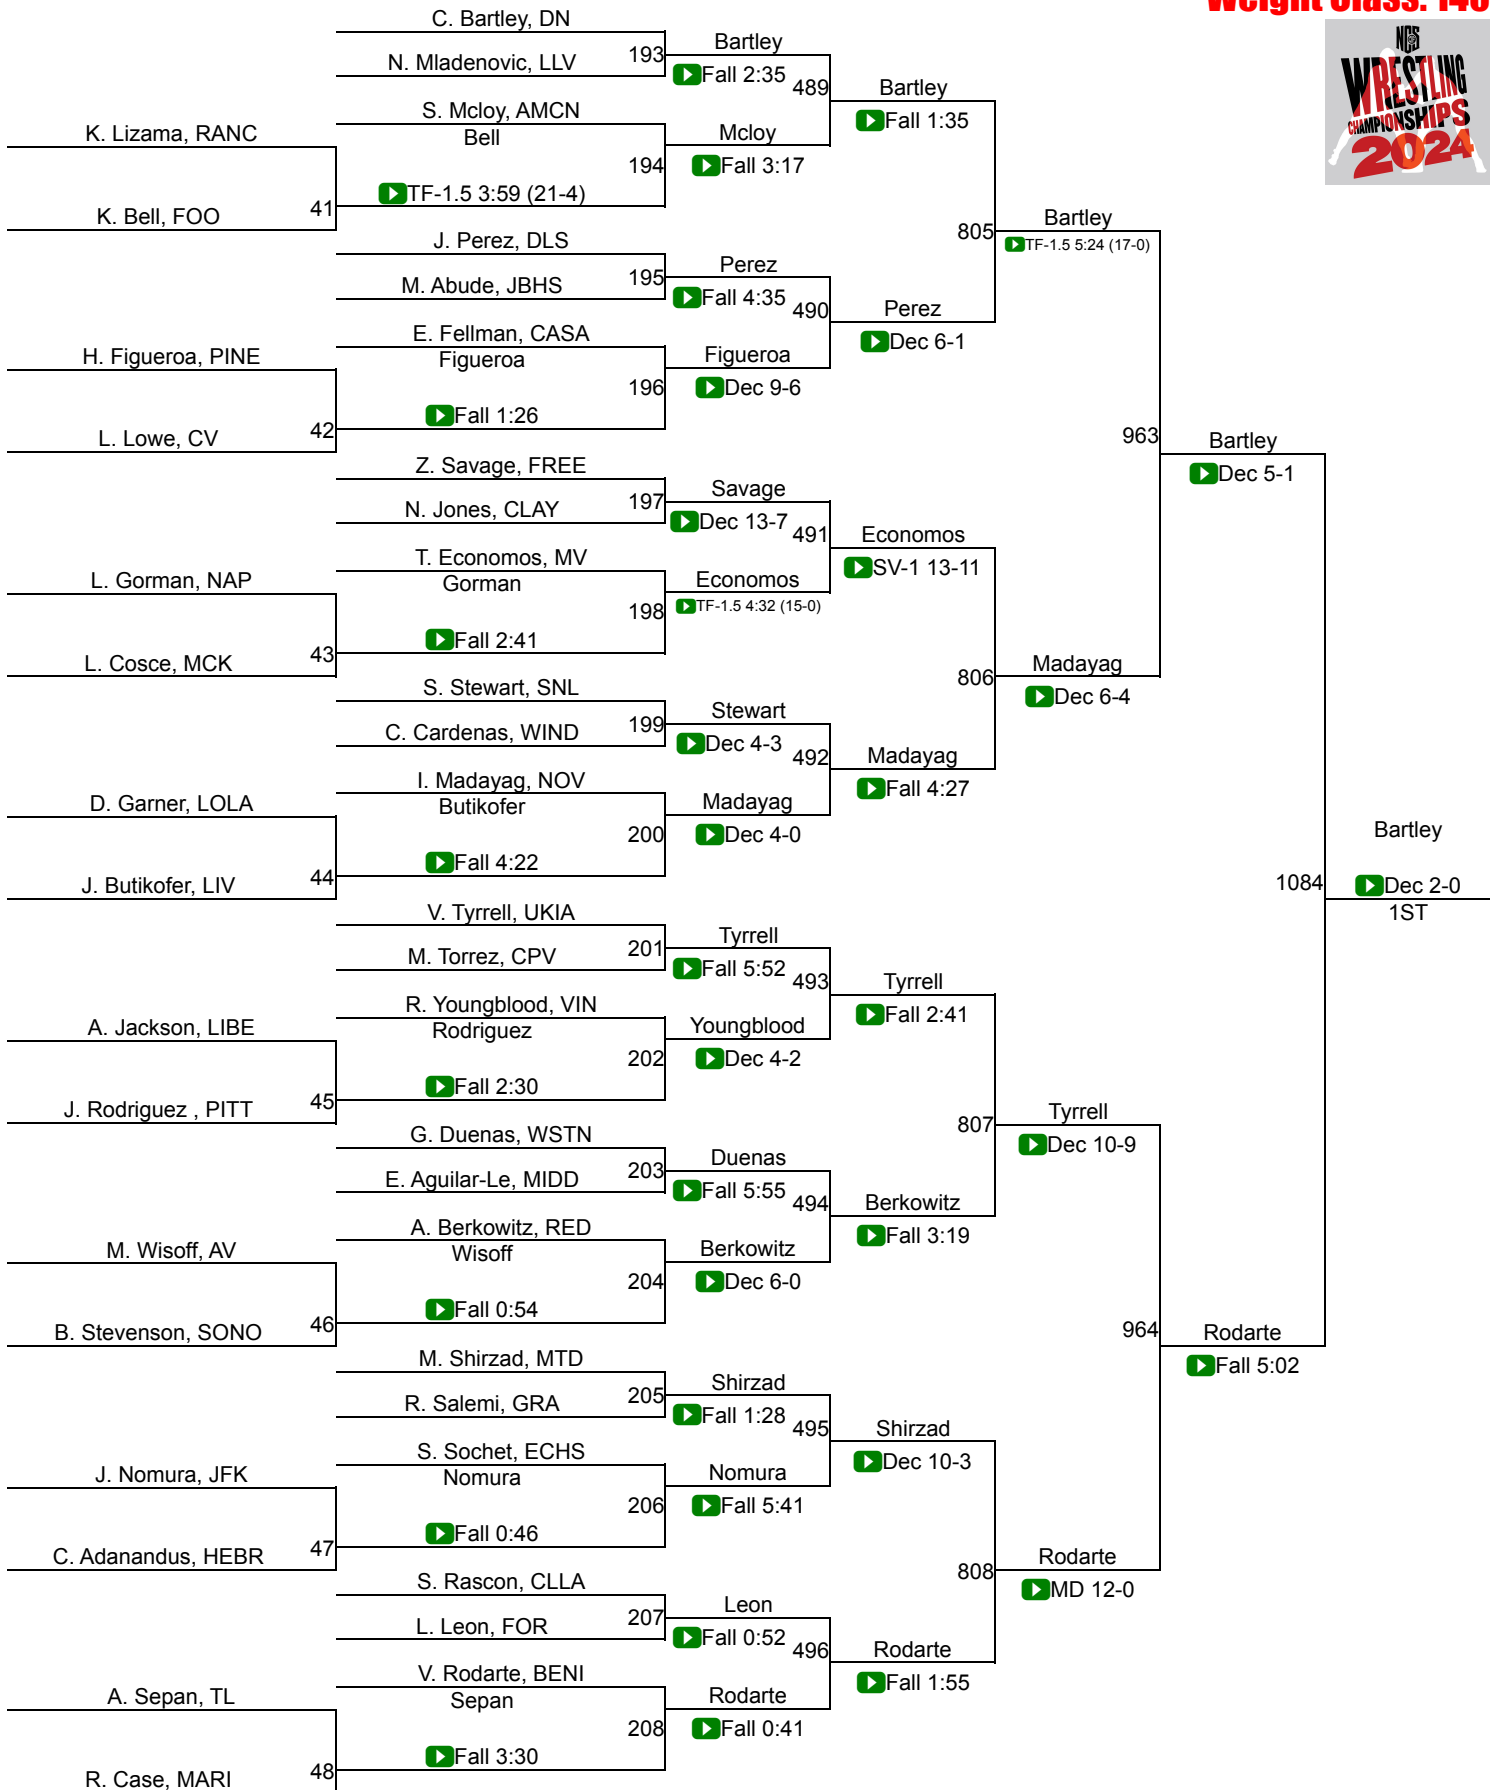 Weight Class: 140
NCS
WRESTLING
CHAMPIONSHIPS
2024
C. Bartley, DN
193
N. Mladenovic, LLV
Bartley
Fall 2:35
489
S. Mcloy, AMCN
Bell
194
TF-1.5 3:59 (21-4)
K. Lizama, RANC
41
K. Bell, FOO
Mcloy
Fall 3:17
Bartley
Fall 1:35
805
J. Perez, DLS
195
M. Abude, JBHS
Perez
Fall 4:35
490
E. Fellman, CASA
Figueroa
196
Fall 1:26
H. Figueroa, PINE
42
L. Lowe, CV
Figueroa
Dec 9-6
Perez
Dec 6-1
Bartley
TF-1.5 5:24 (17-0)
963
Z. Savage, FREE
197
N. Jones, CLAY
Savage
Dec 13-7
491
T. Economos, MV
Gorman
198
Fall 2:41
L. Gorman, NAP
43
L. Cosce, MCK
Economos
TF-1.5 4:32 (15-0)
Economos
SV-1 13-11
806
S. Stewart, SNL
199
C. Cardenas, WIND
Stewart
Dec 4-3
492
I. Madayag, NOV
Butikofer
200
Fall 4:22
D. Garner, LOLA
44
J. Butikofer, LIV
Madayag
Dec 4-0
Madayag
Fall 4:27
Madayag
Dec 6-4
Bartley
Dec 5-1
1084
Bartley
Dec 2-0
1ST
V. Tyrrell, UKIA
201
M. Torrez, CPV
Tyrrell
Fall 5:52
493
R. Youngblood, VIN
Rodriguez
202
Fall 2:30
A. Jackson, LIBE
45
J. Rodriguez , PITT
Youngblood
Dec 4-2
Tyrrell
Fall 2:41
807
G. Duenas, WSTN
203
E. Aguilar-Le, MIDD
Duenas
Fall 5:55
494
A. Berkowitz, RED
Wisoff
204
Fall 0:54
M. Wisoff, AV
46
B. Stevenson, SONO
Berkowitz
Dec 6-0
Berkowitz
Fall 3:19
Tyrrell
Dec 10-9
964
M. Shirzad, MTD
205
R. Salemi, GRA
Shirzad
Fall 1:28
495
S. Sochet, ECHS
Nomura
206
Fall 0:46
J. Nomura, JFK
47
C. Adanandus, HEBR
Nomura
Fall 5:41
Shirzad
Dec 10-3
808
S. Rascon, CLLA
207
L. Leon, FOR
Leon
Fall 0:52
496
V. Rodarte, BENI
Sepan
208
Fall 3:30
A. Sepan, TL
48
R. Case, MARI
Rodarte
Fall 0:41
Rodarte
Fall 1:55
Rodarte
MD 12-0
Rodarte
Fall 5:02